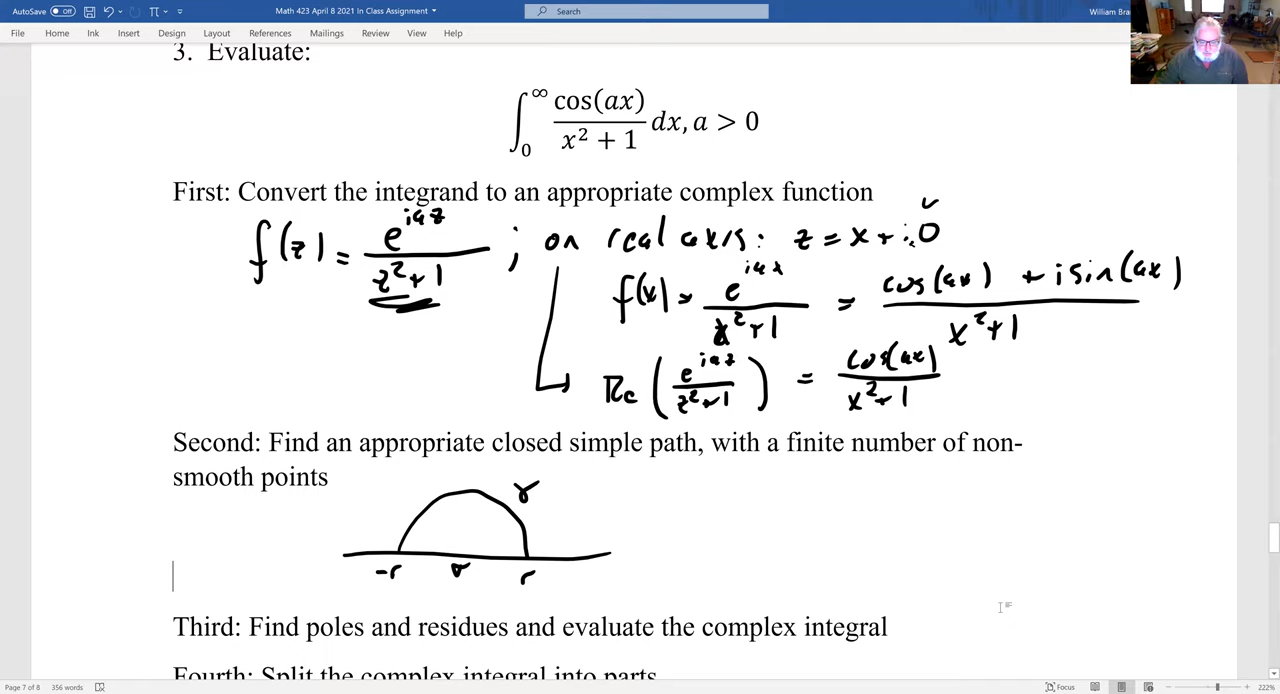 AutoSave Off Math 423 April 8 2021 In Class Assignment Search William Bra
File Home Ink Insert Design Layout References Mailings Review View Help
3. Evaluate:
∫₀^∞ cos(ax)/(x² + 1) dx, a > 0
First: Convert the integrand to an appropriate complex function
f(z) = e^{iaz}/(z²+1) ; on real axis: z = x + i.0
f(x) = e^{iax}/(x²+1) = (cos(ax) + i sin(ax))/(x²+1)
Re(e^{iaz}/(z²+1)) = cos(ax)/(x²+1)
Second: Find an appropriate closed simple path, with a finite number of non-
smooth points
γ
-r σ r
Third: Find poles and residues and evaluate the complex integral
Fourth: Split the complex integral into parts
Page 7 of 8 356 words Focus 222%